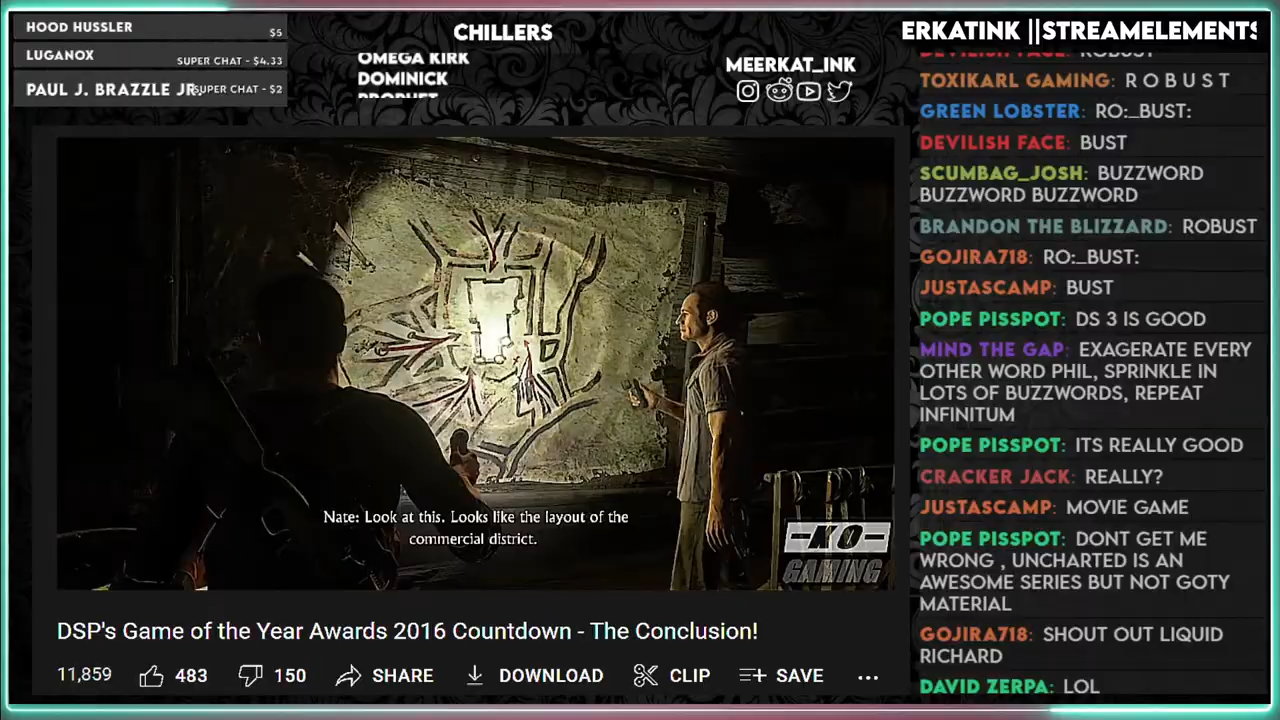 HOOD HUSSLER $5
LUGANOX SUPER CHAT - $4.33
PAUL J. BRAZZLE JR. SUPER CHAT - $2
CHILLERS
OMEGA KIRK
DOMINICK
PROPHET
MEERKAT_INK
ERKATINK ||STREAMELEMENTS
DEVILISH FACE: ROBUST
TOXIKARL GAMING: R O B U S T
GREEN LOBSTER: RO:_BUST:
DEVILISH FACE: BUST
SCUMBAG_JOSH: BUZZWORD
BUZZWORD BUZZWORD
BRANDON THE BLIZZARD: ROBUST
GOJIRA718: RO:_BUST:
JUSTASCAMP: BUST
POPE PISSPOT: DS 3 IS GOOD
MIND THE GAP: EXAGERATE EVERY
OTHER WORD PHIL, SPRINKLE IN
LOTS OF BUZZWORDS, REPEAT
INFINITUM
POPE PISSPOT: ITS REALLY GOOD
CRACKER JACK: REALLY?
JUSTASCAMP: MOVIE GAME
POPE PISSPOT: DONT GET ME
WRONG , UNCHARTED IS AN
AWESOME SERIES BUT NOT GOTY
MATERIAL
GOJIRA718: SHOUT OUT LIQUID
RICHARD
DAVID ZERPA: LOL
Nate: Look at this. Looks like the layout of the
commercial district.
-KO-
GAMING
DSP's Game of the Year Awards 2016 Countdown - The Conclusion!
11,859 483 150 SHARE DOWNLOAD CLIP SAVE ...